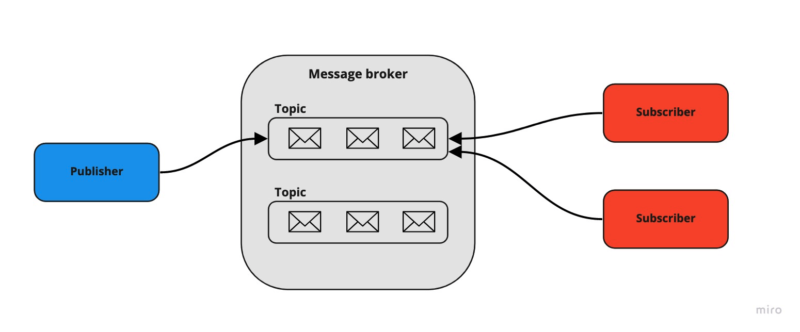 Message broker
Topic
Publisher
Subscriber
Topic
Subscriber
miro